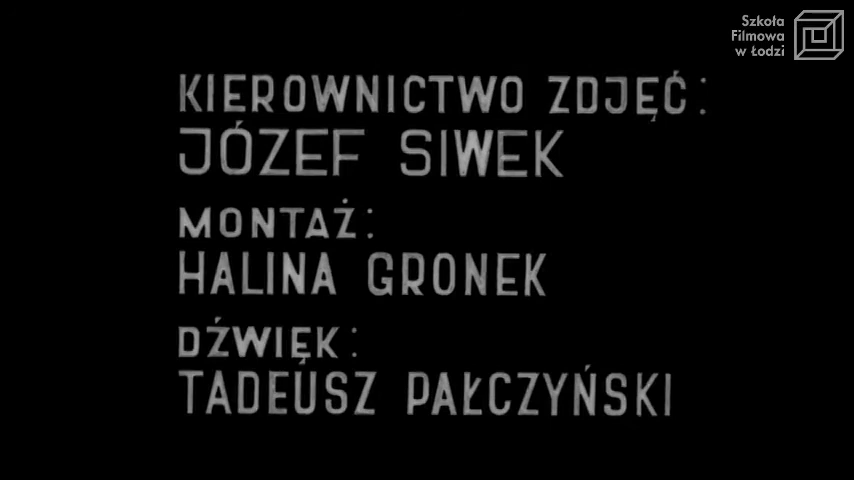 Szkoła
Filmowa
w Łodzi
KIEROWNICTWO ZDJĘĆ:
JÓZEF SIWEK
MONTAŻ:
HALINA GRONEK
DŹWIĘK:
TADEUSZ PAŁCZYŃSKI